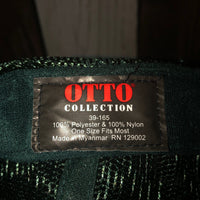 OTTO
COLLECTION
39-165
100% Polyester & 100% Nylon
One Size Fits Most
Made in Myanmar RN 129002